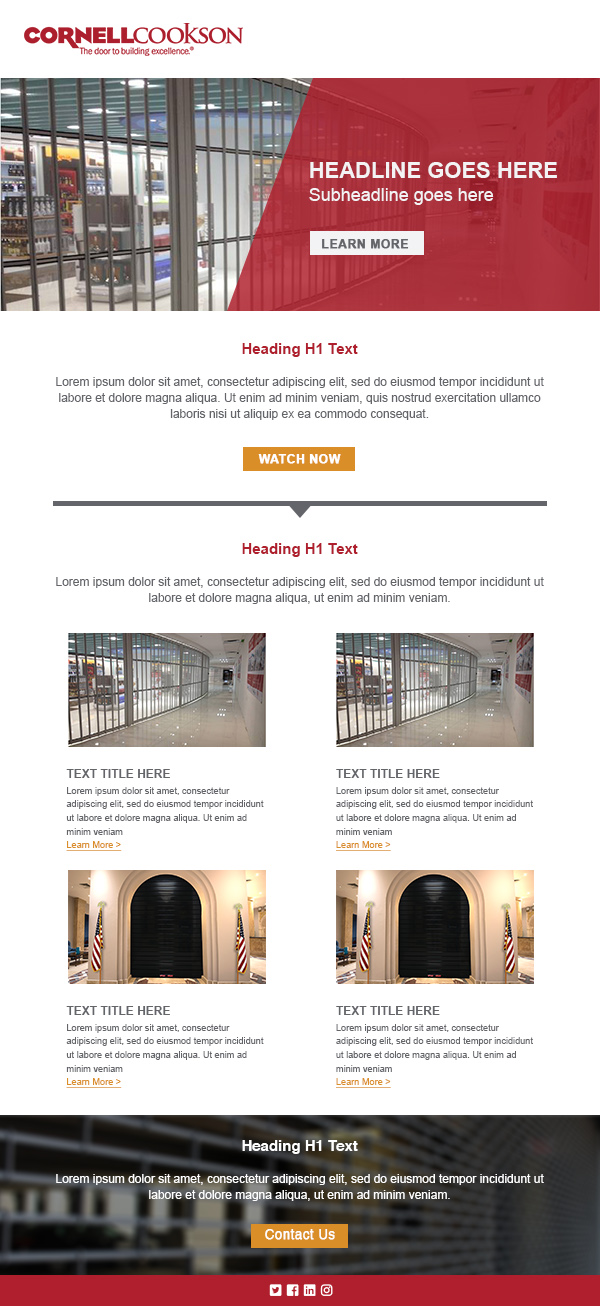 CORNELLCOOKSON
The door to building excellence.®
HEADLINE GOES HERE
Subheadline goes here
LEARN MORE
Heading H1 Text
Lorem ipsum dolor sit amet, consectetur adipiscing elit, sed do eiusmod tempor incididunt ut
labore et dolore magna aliqua. Ut enim ad minim veniam, quis nostrud exercitation ullamco
laboris nisi ut aliquip ex ea commodo consequat.
WATCH NOW
Heading H1 Text
Lorem ipsum dolor sit amet, consectetur adipiscing elit, sed do eiusmod tempor incididunt ut
labore et dolore magna aliqua, ut enim ad minim veniam.
TEXT TITLE HERE
Lorem ipsum dolor sit amet, consectetur
adipiscing elit, sed do eiusmod tempor incididunt
ut labore et dolore magna aliqua. Ut enim ad
minim veniam
Learn More >
TEXT TITLE HERE
Lorem ipsum dolor sit amet, consectetur
adipiscing elit, sed do eiusmod tempor incididunt
ut labore et dolore magna aliqua. Ut enim ad
minim veniam
Learn More >
TEXT TITLE HERE
Lorem ipsum dolor sit amet, consectetur
adipiscing elit, sed do eiusmod tempor incididunt
ut labore et dolore magna aliqua. Ut enim ad
minim veniam
Learn More >
TEXT TITLE HERE
Lorem ipsum dolor sit amet, consectetur
adipiscing elit, sed do eiusmod tempor incididunt
ut labore et dolore magna aliqua. Ut enim ad
minim veniam
Learn More >
Heading H1 Text
Lorem ipsum dolor sit amet, consectetur adipiscing elit, sed do eiusmod tempor incididunt ut
labore et dolore magna aliqua, ut enim ad minim veniam.
Contact Us